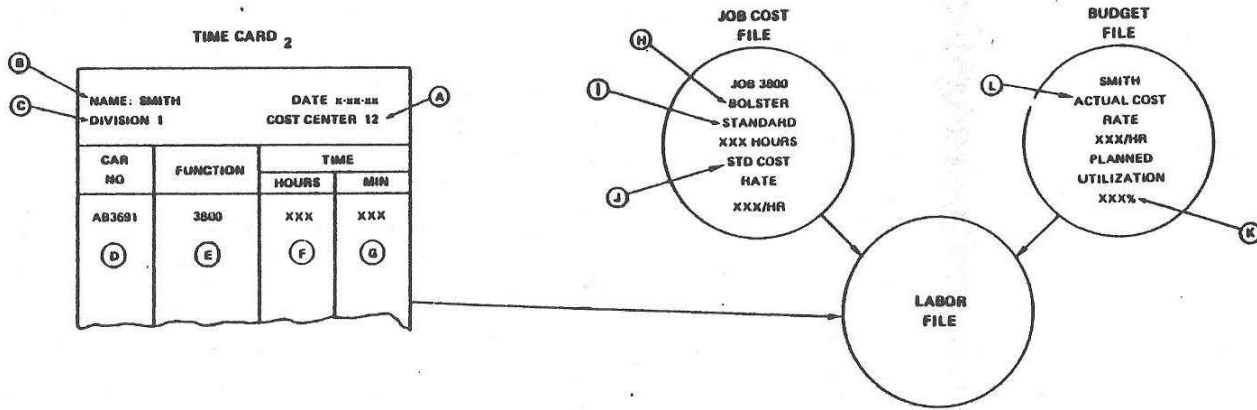 TIME CARD 2
B
C
NAME: SMITH
DATE x-xx-xx
A
DIVISION 1
COST CENTER 12
CAR
NO
FUNCTION
TIME
HOURS
MIN
AB3691
3800
XXX
XXX
D
E
F
G
JOB COST
FILE
H
I
J
JOB 3800
BOLSTER
STANDARD
XXX HOURS
STD COST
RATE
XXX/HR
BUDGET
FILE
L
SMITH
ACTUAL COST
RATE
XXX/HR
PLANNED
UTILIZATION
XXX%
K
LABOR
FILE